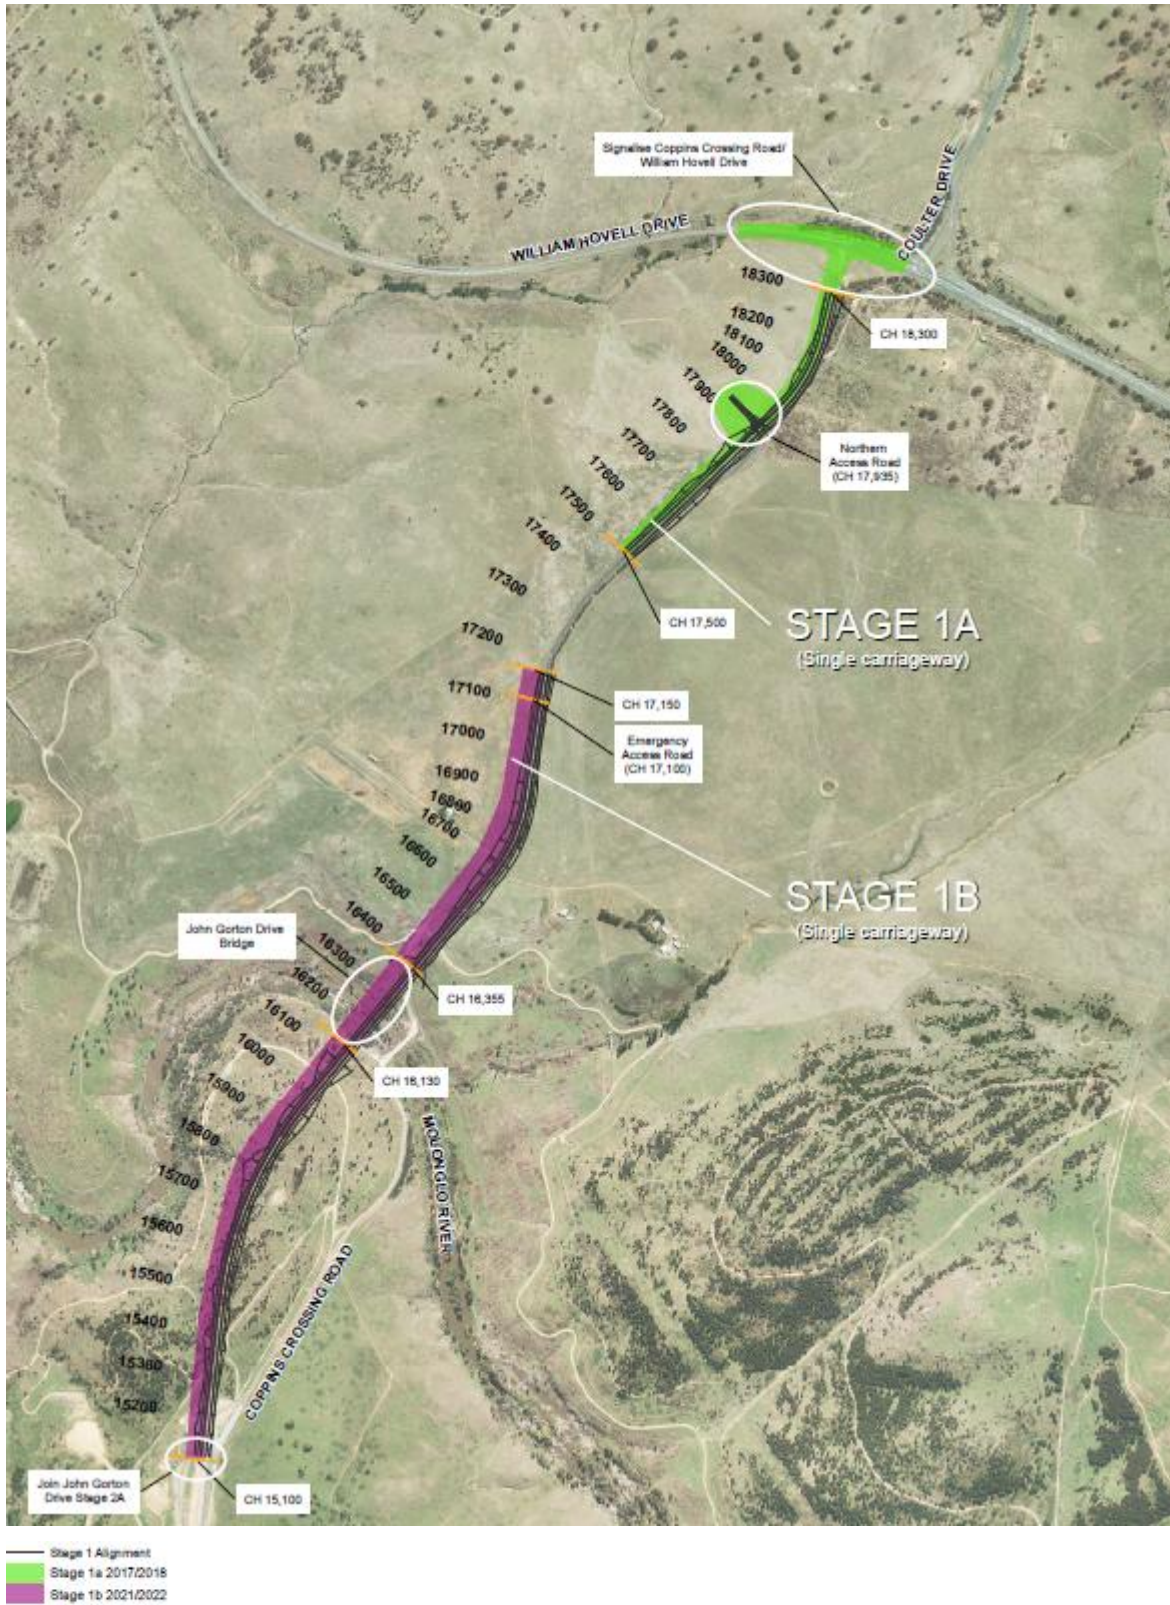 Signalise Coppins Crossing Road/
William Hovell Drive
COULTER DRIVE
WILLIAM HOVELL DRIVE
18300
CH 18,300
18200
18100
18000
17900
17800
Northern
Access Road
(CH 17,935)
17700
17600
17500
17400
17300
CH 17,500
STAGE 1A
(Single carriageway)
17200
17100
CH 17,150
17000
Emergency
Access Road
(CH 17,100)
16900
16800
16700
16600
16500
STAGE 1B
(Single carriageway)
16400
John Gorton Drive
Bridge
16300
16200
CH 16,355
16100
16000
CH 16,130
15900
15800
MOLONGLO RIVER
15700
15600
15500
COPPINS CROSSING ROAD
15400
15300
15200
Join John Gorton
Drive Stage 2A
CH 15,100
Stage 1 Alignment
Stage 1a 2017/2018
Stage 1b 2021/2022